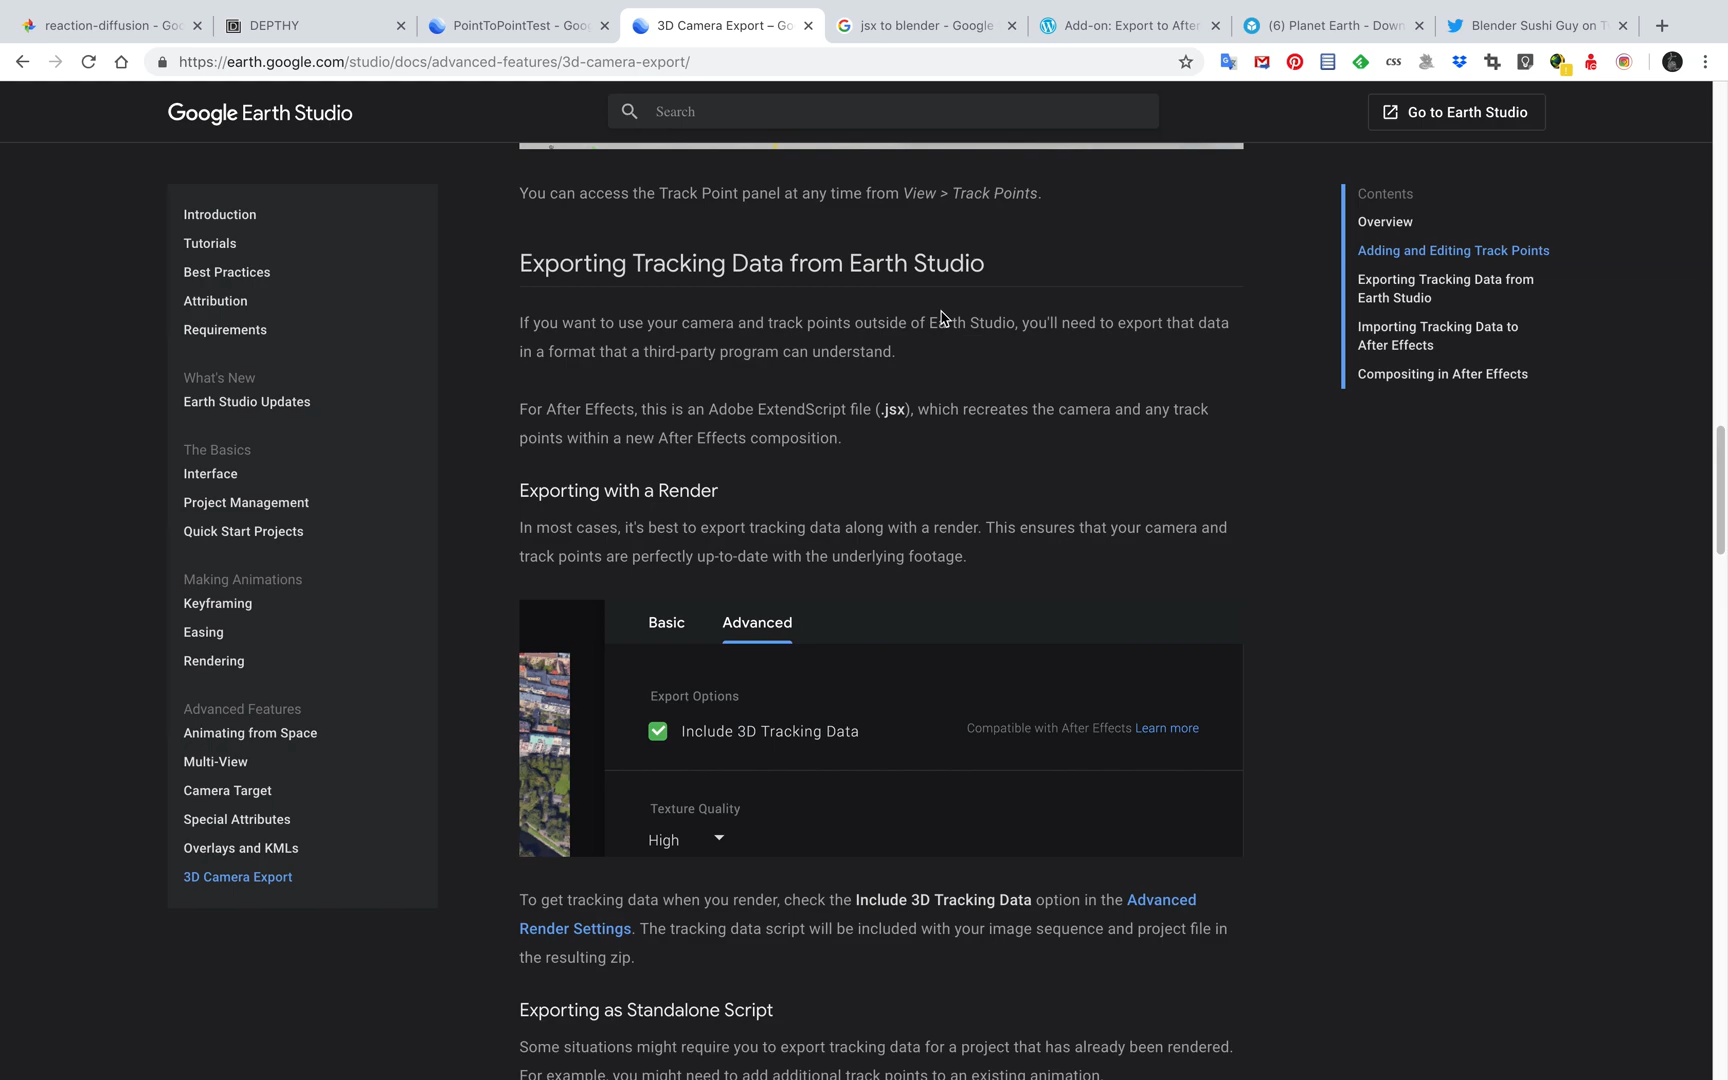 reaction-diffusion - Goo
DEPTHY
PointToPointTest - Goog
3D Camera Export – Goo
jsx to blender - Google
Add-on: Export to After
(6) Planet Earth - Down
Blender Sushi Guy on T
https://earth.google.com/studio/docs/advanced-features/3d-camera-export/
css
Google Earth Studio
Search
Go to Earth Studio
Introduction
Tutorials
Best Practices
Attribution
Requirements
What's New
Earth Studio Updates
The Basics
Interface
Project Management
Quick Start Projects
Making Animations
Keyframing
Easing
Rendering
Advanced Features
Animating from Space
Multi-View
Camera Target
Special Attributes
Overlays and KMLs
3D Camera Export
You can access the Track Point panel at any time from View > Track Points.
Exporting Tracking Data from Earth Studio
If you want to use your camera and track points outside of Earth Studio, you'll need to export that data
in a format that a third-party program can understand.
For After Effects, this is an Adobe ExtendScript file (.jsx), which recreates the camera and any track
points within a new After Effects composition.
Exporting with a Render
In most cases, it's best to export tracking data along with a render. This ensures that your camera and
track points are perfectly up-to-date with the underlying footage.
Basic
Advanced
Export Options
Include 3D Tracking Data
Compatible with After Effects Learn more
Texture Quality
High
To get tracking data when you render, check the Include 3D Tracking Data option in the Advanced
Render Settings. The tracking data script will be included with your image sequence and project file in
the resulting zip.
Exporting as Standalone Script
Some situations might require you to export tracking data for a project that has already been rendered.
For example, you might need to add additional track points to an existing animation.
Contents
Overview
Adding and Editing Track Points
Exporting Tracking Data from
Earth Studio
Importing Tracking Data to
After Effects
Compositing in After Effects